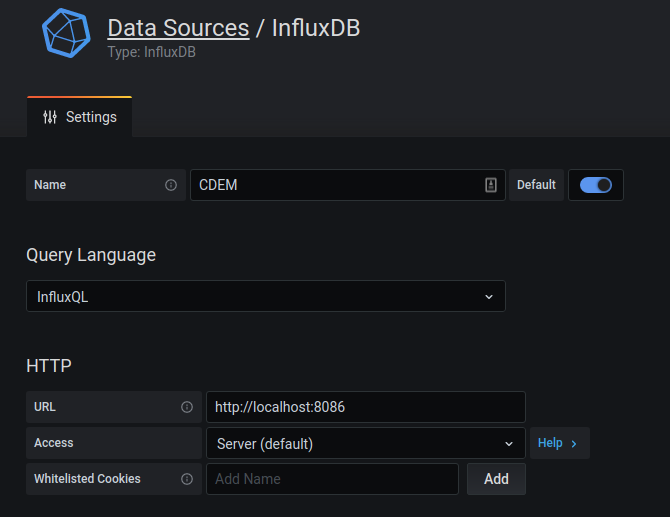 Data Sources / InfluxDB
Type: InfluxDB
Settings
Name CDEM Default
Query Language
InfluxQL
HTTP
URL http://localhost:8086
Access Server (default) Help
Whitelisted Cookies Add Name Add